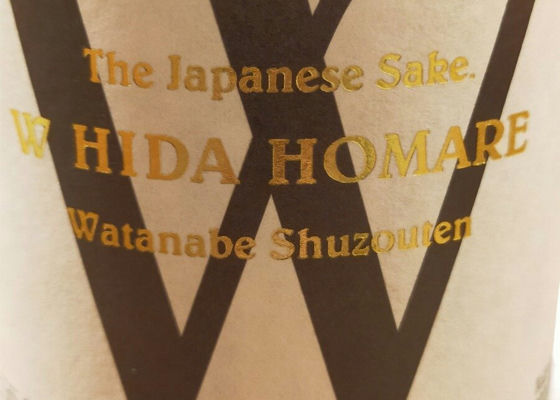 W
The Japanese Sake.
W HIDA HOMARE
Watanabe Shuzouten